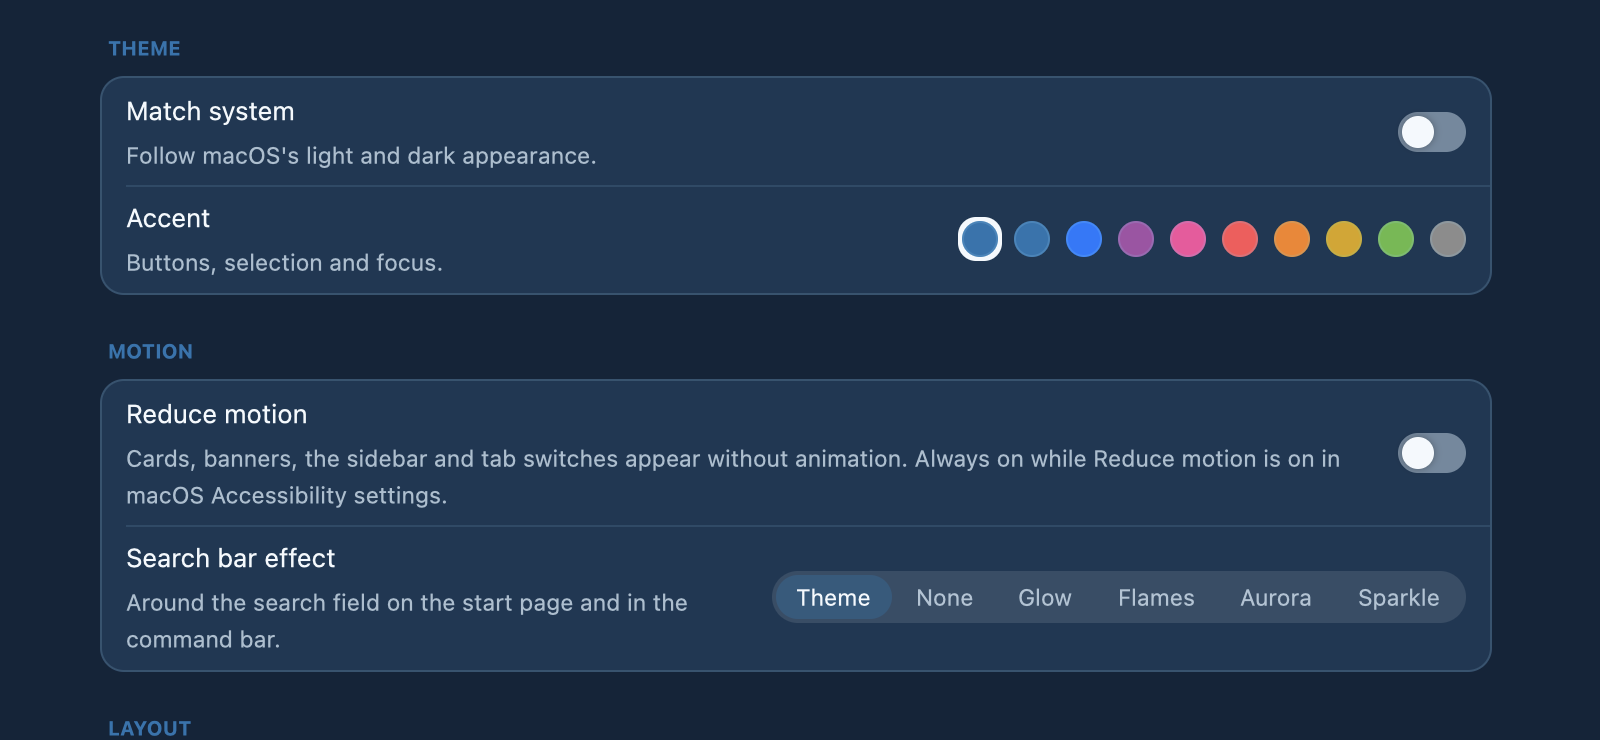 THEME
Match system
Follow macOS's light and dark appearance.
Accent
Buttons, selection and focus.
MOTION
Reduce motion
Cards, banners, the sidebar and tab switches appear without animation. Always on while Reduce motion is on in
macOS Accessibility settings.
Search bar effect
Around the search field on the start page and in the
command bar.
Theme None Glow Flames Aurora Sparkle
LAYOUT